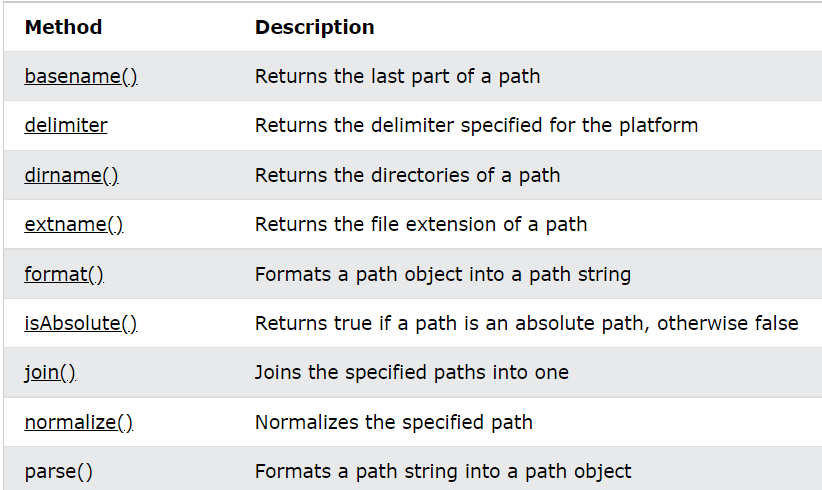 Method Description
basename() Returns the last part of a path
delimiter Returns the delimiter specified for the platform
dirname() Returns the directories of a path
extname() Returns the file extension of a path
format() Formats a path object into a path string
isAbsolute() Returns true if a path is an absolute path, otherwise false
join() Joins the specified paths into one
normalize() Normalizes the specified path
parse() Formats a path string into a path object